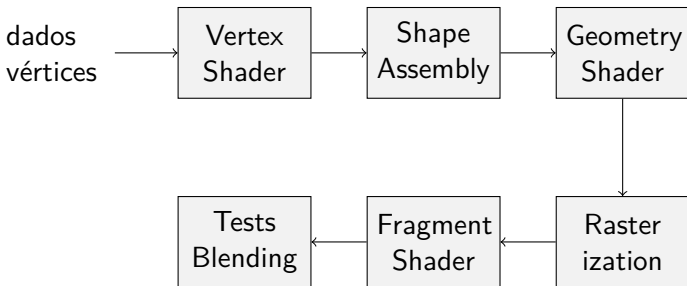 dados
vértices
Vertex
Shader
Shape
Assembly
Geometry
Shader
Tests
Blending
Fragment
Shader
Raster
ization